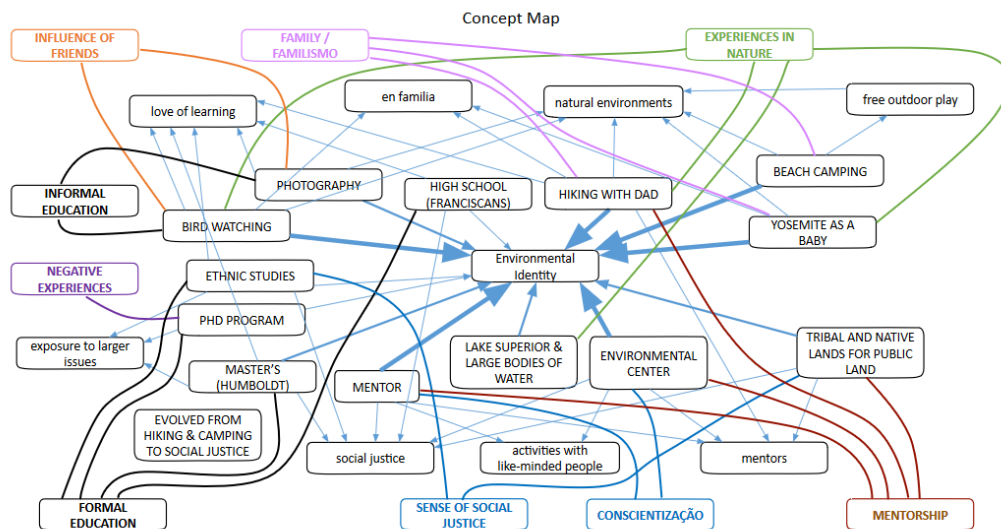 Concept Map
INFLUENCE OF
FRIENDS
FAMILY /
FAMILISMO
EXPERIENCES IN
NATURE
love of learning
en familia
natural environments
free outdoor play
INFORMAL
EDUCATION
PHOTOGRAPHY
HIGH SCHOOL
(FRANCISCANS)
HIKING WITH DAD
BEACH CAMPING
BIRD WATCHING
YOSEMITE AS A
BABY
NEGATIVE
EXPERIENCES
ETHNIC STUDIES
Environmental
Identity
PHD PROGRAM
exposure to larger
issues
MASTER'S
(HUMBOLDT)
MENTOR
LAKE SUPERIOR &
LARGE BODIES OF
WATER
ENVIRONMENTAL
CENTER
TRIBAL AND NATIVE
LANDS FOR PUBLIC
LAND
EVOLVED FROM
HIKING & CAMPING
TO SOCIAL JUSTICE
social justice
activities with
like-minded people
mentors
FORMAL
EDUCATION
SENSE OF SOCIAL
JUSTICE
CONSCIENTIZAÇÃO
MENTORSHIP